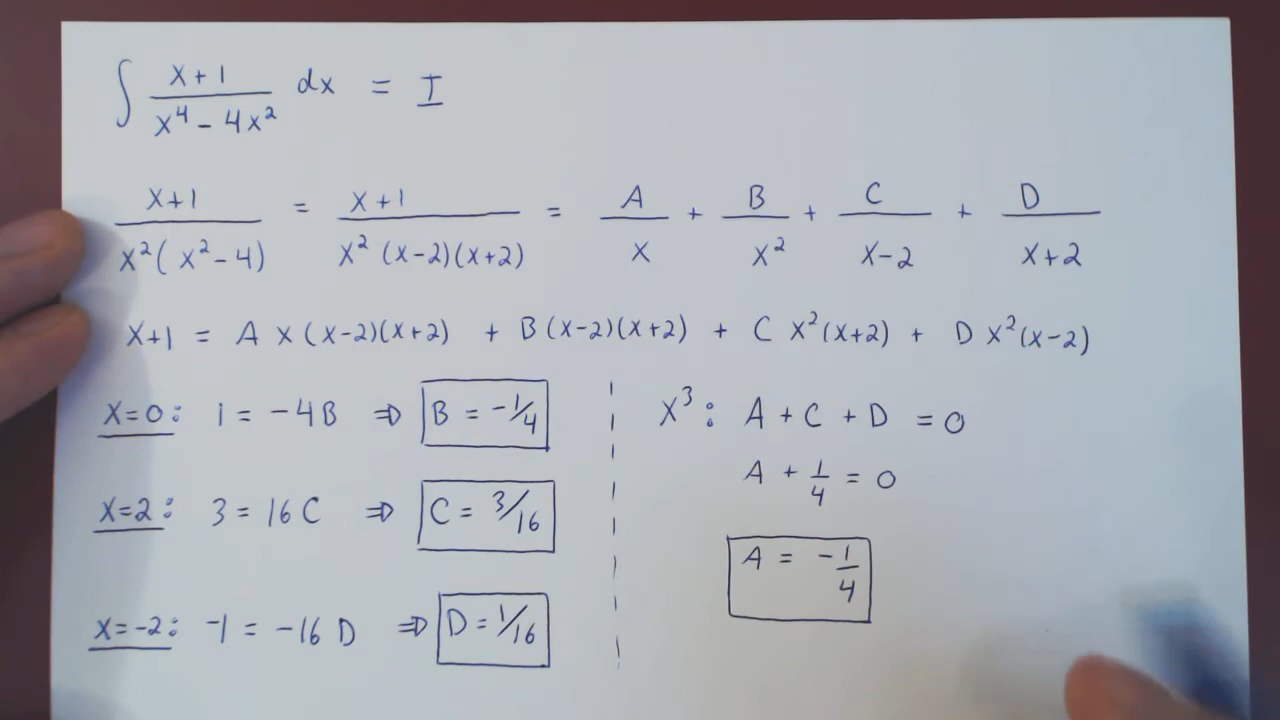 ∫ (x+1)/(x⁴ - 4x²) dx = I
(x+1)/(x²(x² - 4)) = (x+1)/(x²(x-2)(x+2)) = A/x + B/x² + C/(x-2) + D/(x+2)
x+1 = A x (x-2)(x+2) + B (x-2)(x+2) + C x²(x+2) + D x²(x-2)
x=0: 1 = -4B ⇒ B = -1/4
x=2: 3 = 16 C ⇒ C = 3/16
x=-2: -1 = -16 D ⇒ D = 1/16
x³: A + C + D = 0
A + 1/4 = 0
A = -1/4